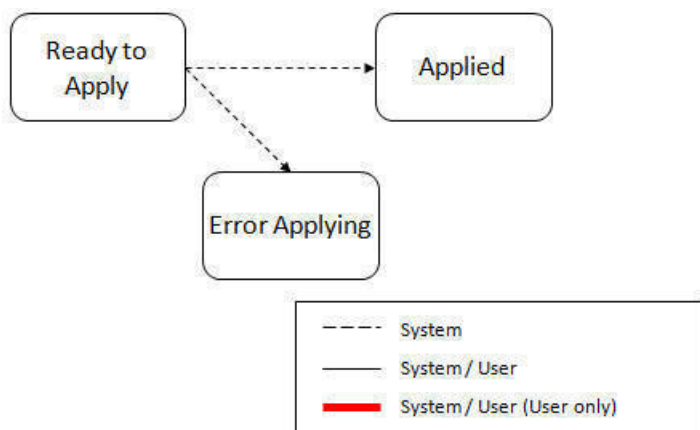 Ready to
Apply
Applied
Error Applying
System
System / User
System / User (User only)